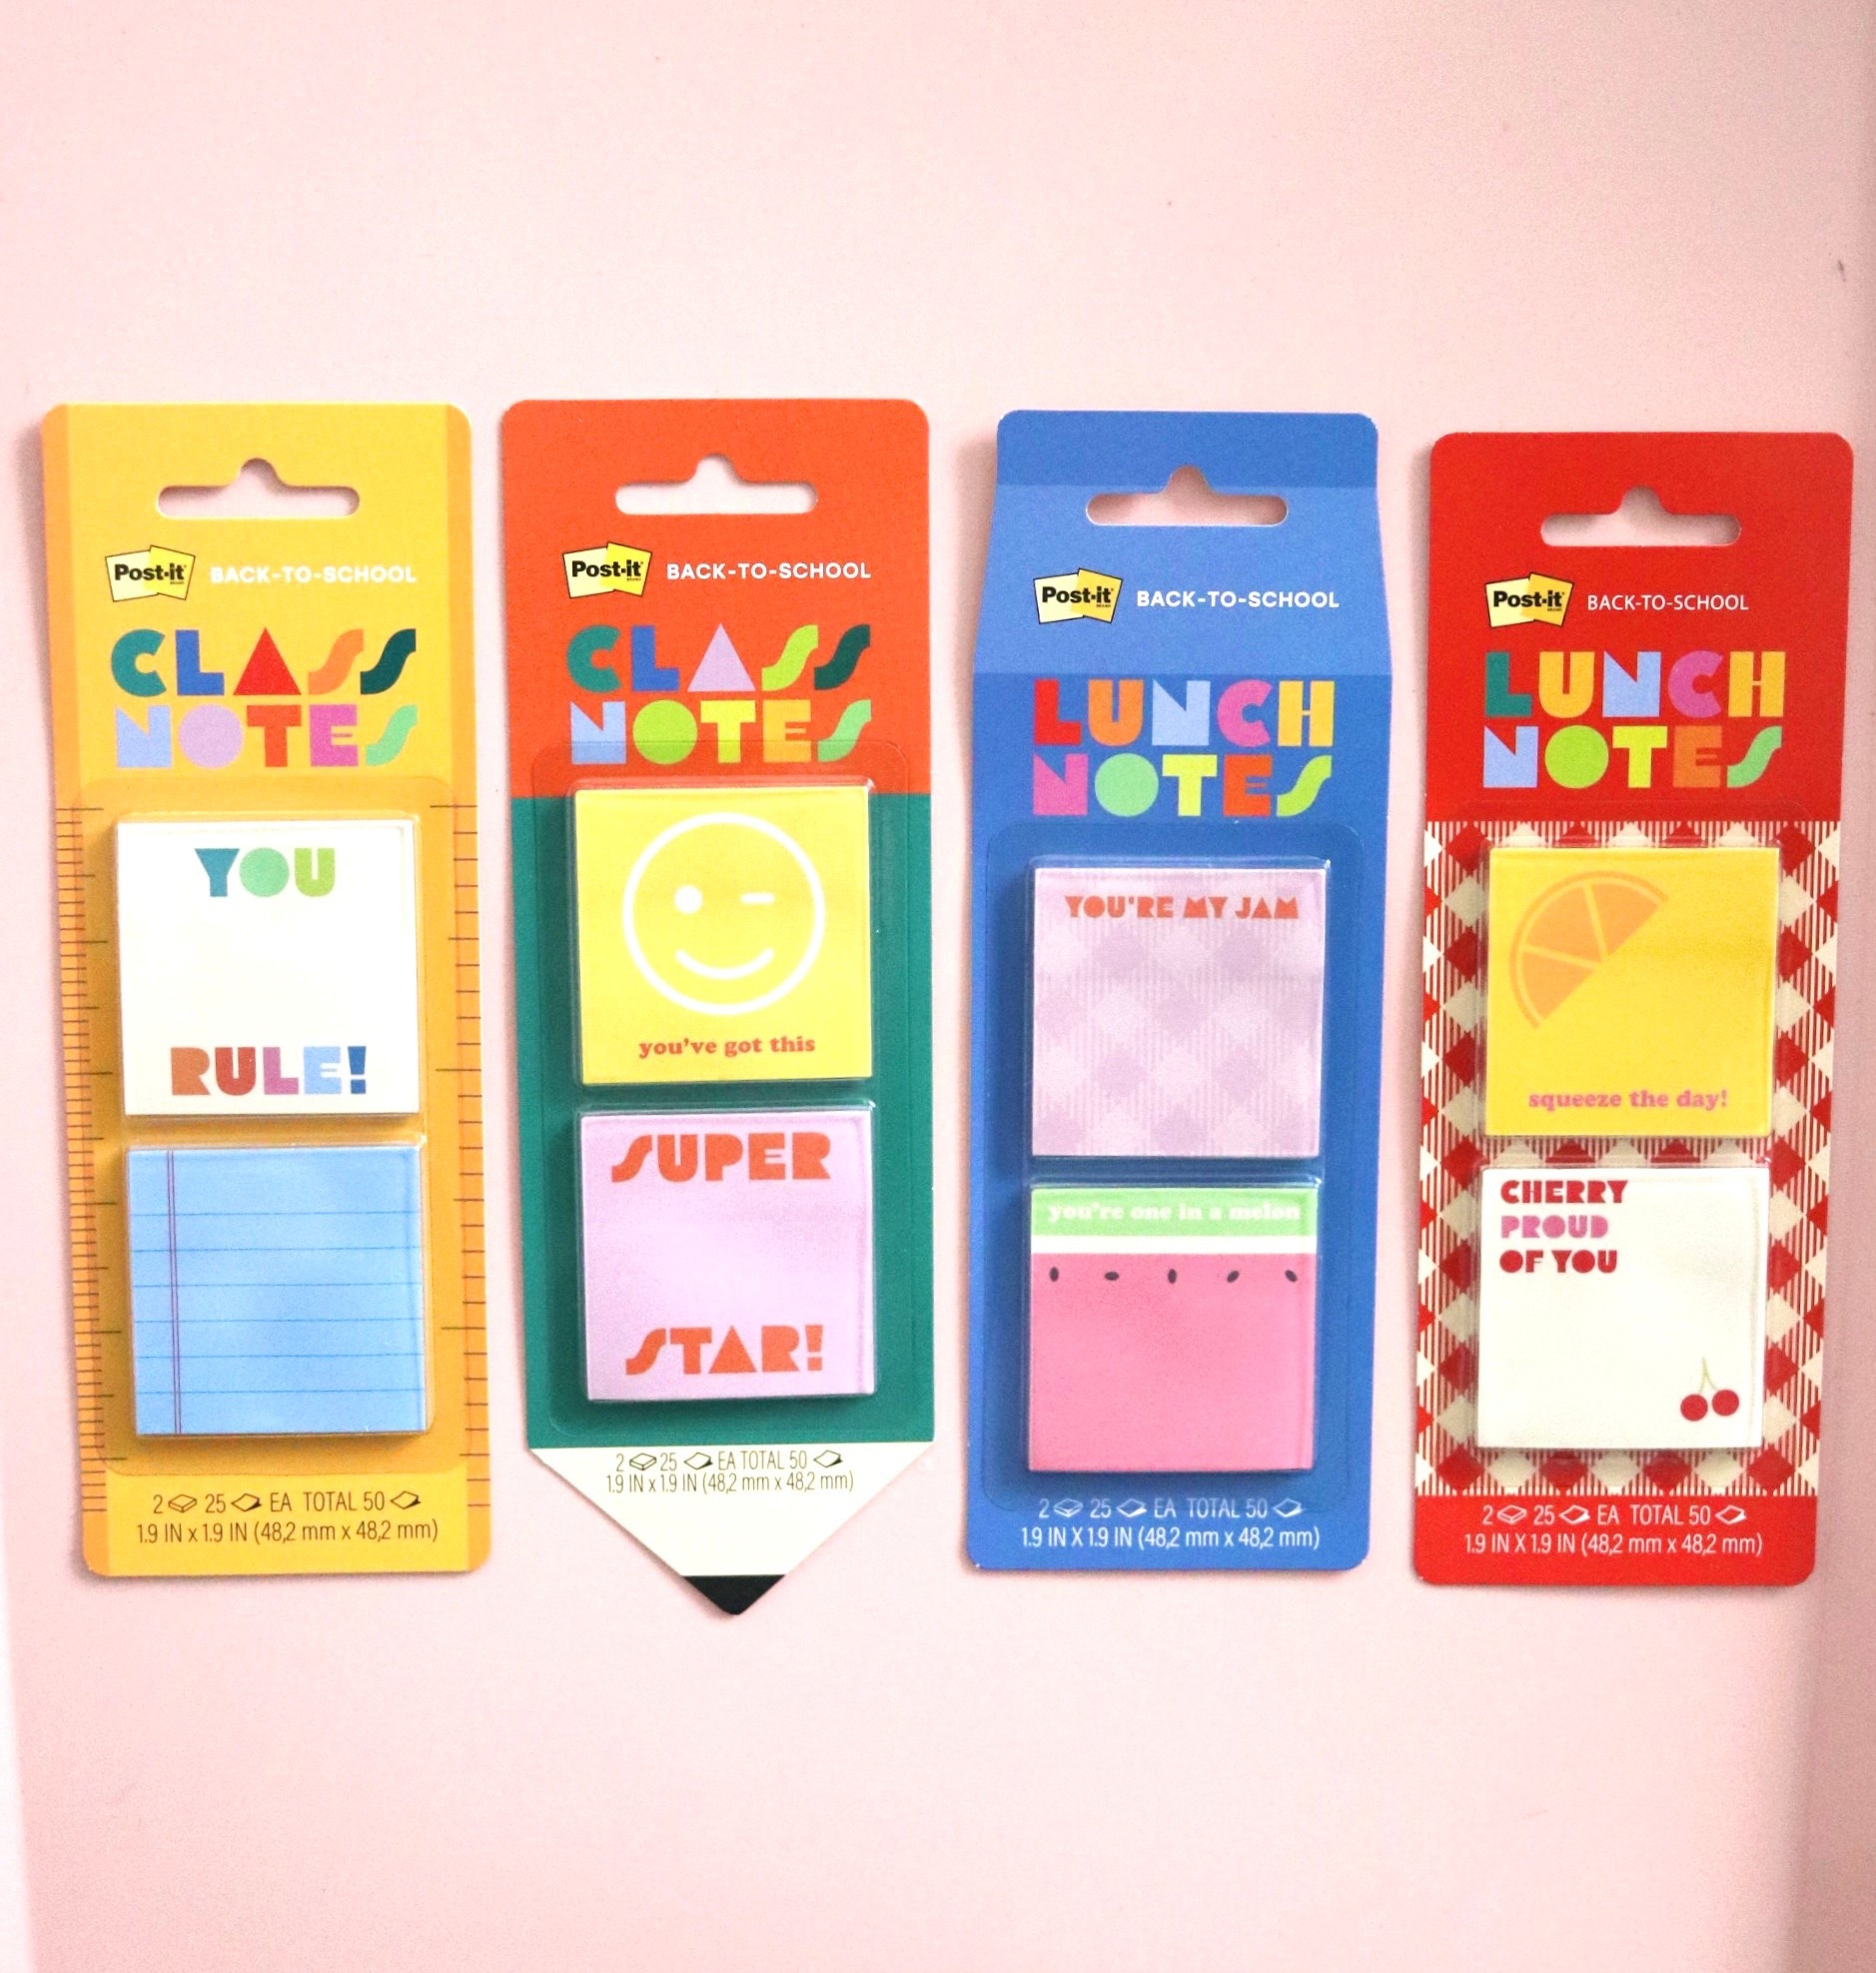 Post-it BACK-TO-SCHOOL
CLASS
NOTES
YOU
RULE!
2 25 EA TOTAL 50
1.9 IN x 1.9 IN (48,2 mm x 48,2 mm)
Post-it BACK-TO-SCHOOL
CLASS
NOTES
you've got this
SUPER
STAR!
2 25 EA TOTAL 50
1.9 IN x 1.9 IN (48,2 mm x 48,2 mm)
Post-it BACK-TO-SCHOOL
LUNCH
NOTES
YOU'RE MY JAM
you're one in a melon
2 25 EA TOTAL 50
1.9 IN X 1.9 IN (48,2 mm x 48,2 mm)
Post-it BACK-TO-SCHOOL
LUNCH
NOTES
squeeze the day!
CHERRY
PROUD
OF YOU
2 25 EA TOTAL 50
1.9 IN X 1.9 IN (48,2 mm x 48,2 mm)